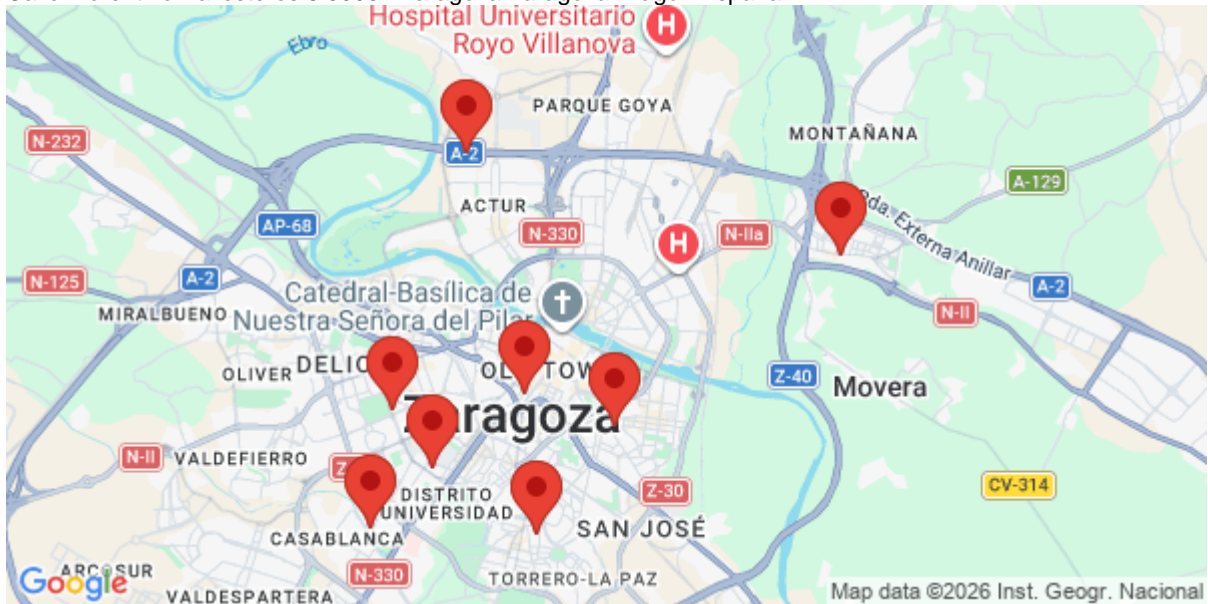 Hospital Universitario
Royo Villanova
H
Ebro
PARQUE GOYA
N-232
MONTAÑANA
A-2
A-129
ACTUR
AP-68
N-330
H
N-IIa
Rda. Externa Anillar
N-125
A-2
A-2
Catedral-Basílica de
Nuestra Señora del Pilar
MIRALBUENO
N-II
OLIVER
Z-40
Movera
Zaragoza
N-II
VALDEFIERRO
DISTRITO
UNIVERSIDAD
Z-30
CV-314
SAN JOSÉ
CASABLANCA
N-330
TORRERO-LA PAZ
Google
VALDESPARTERA
Map data ©2026 Inst. Geogr. Nacional